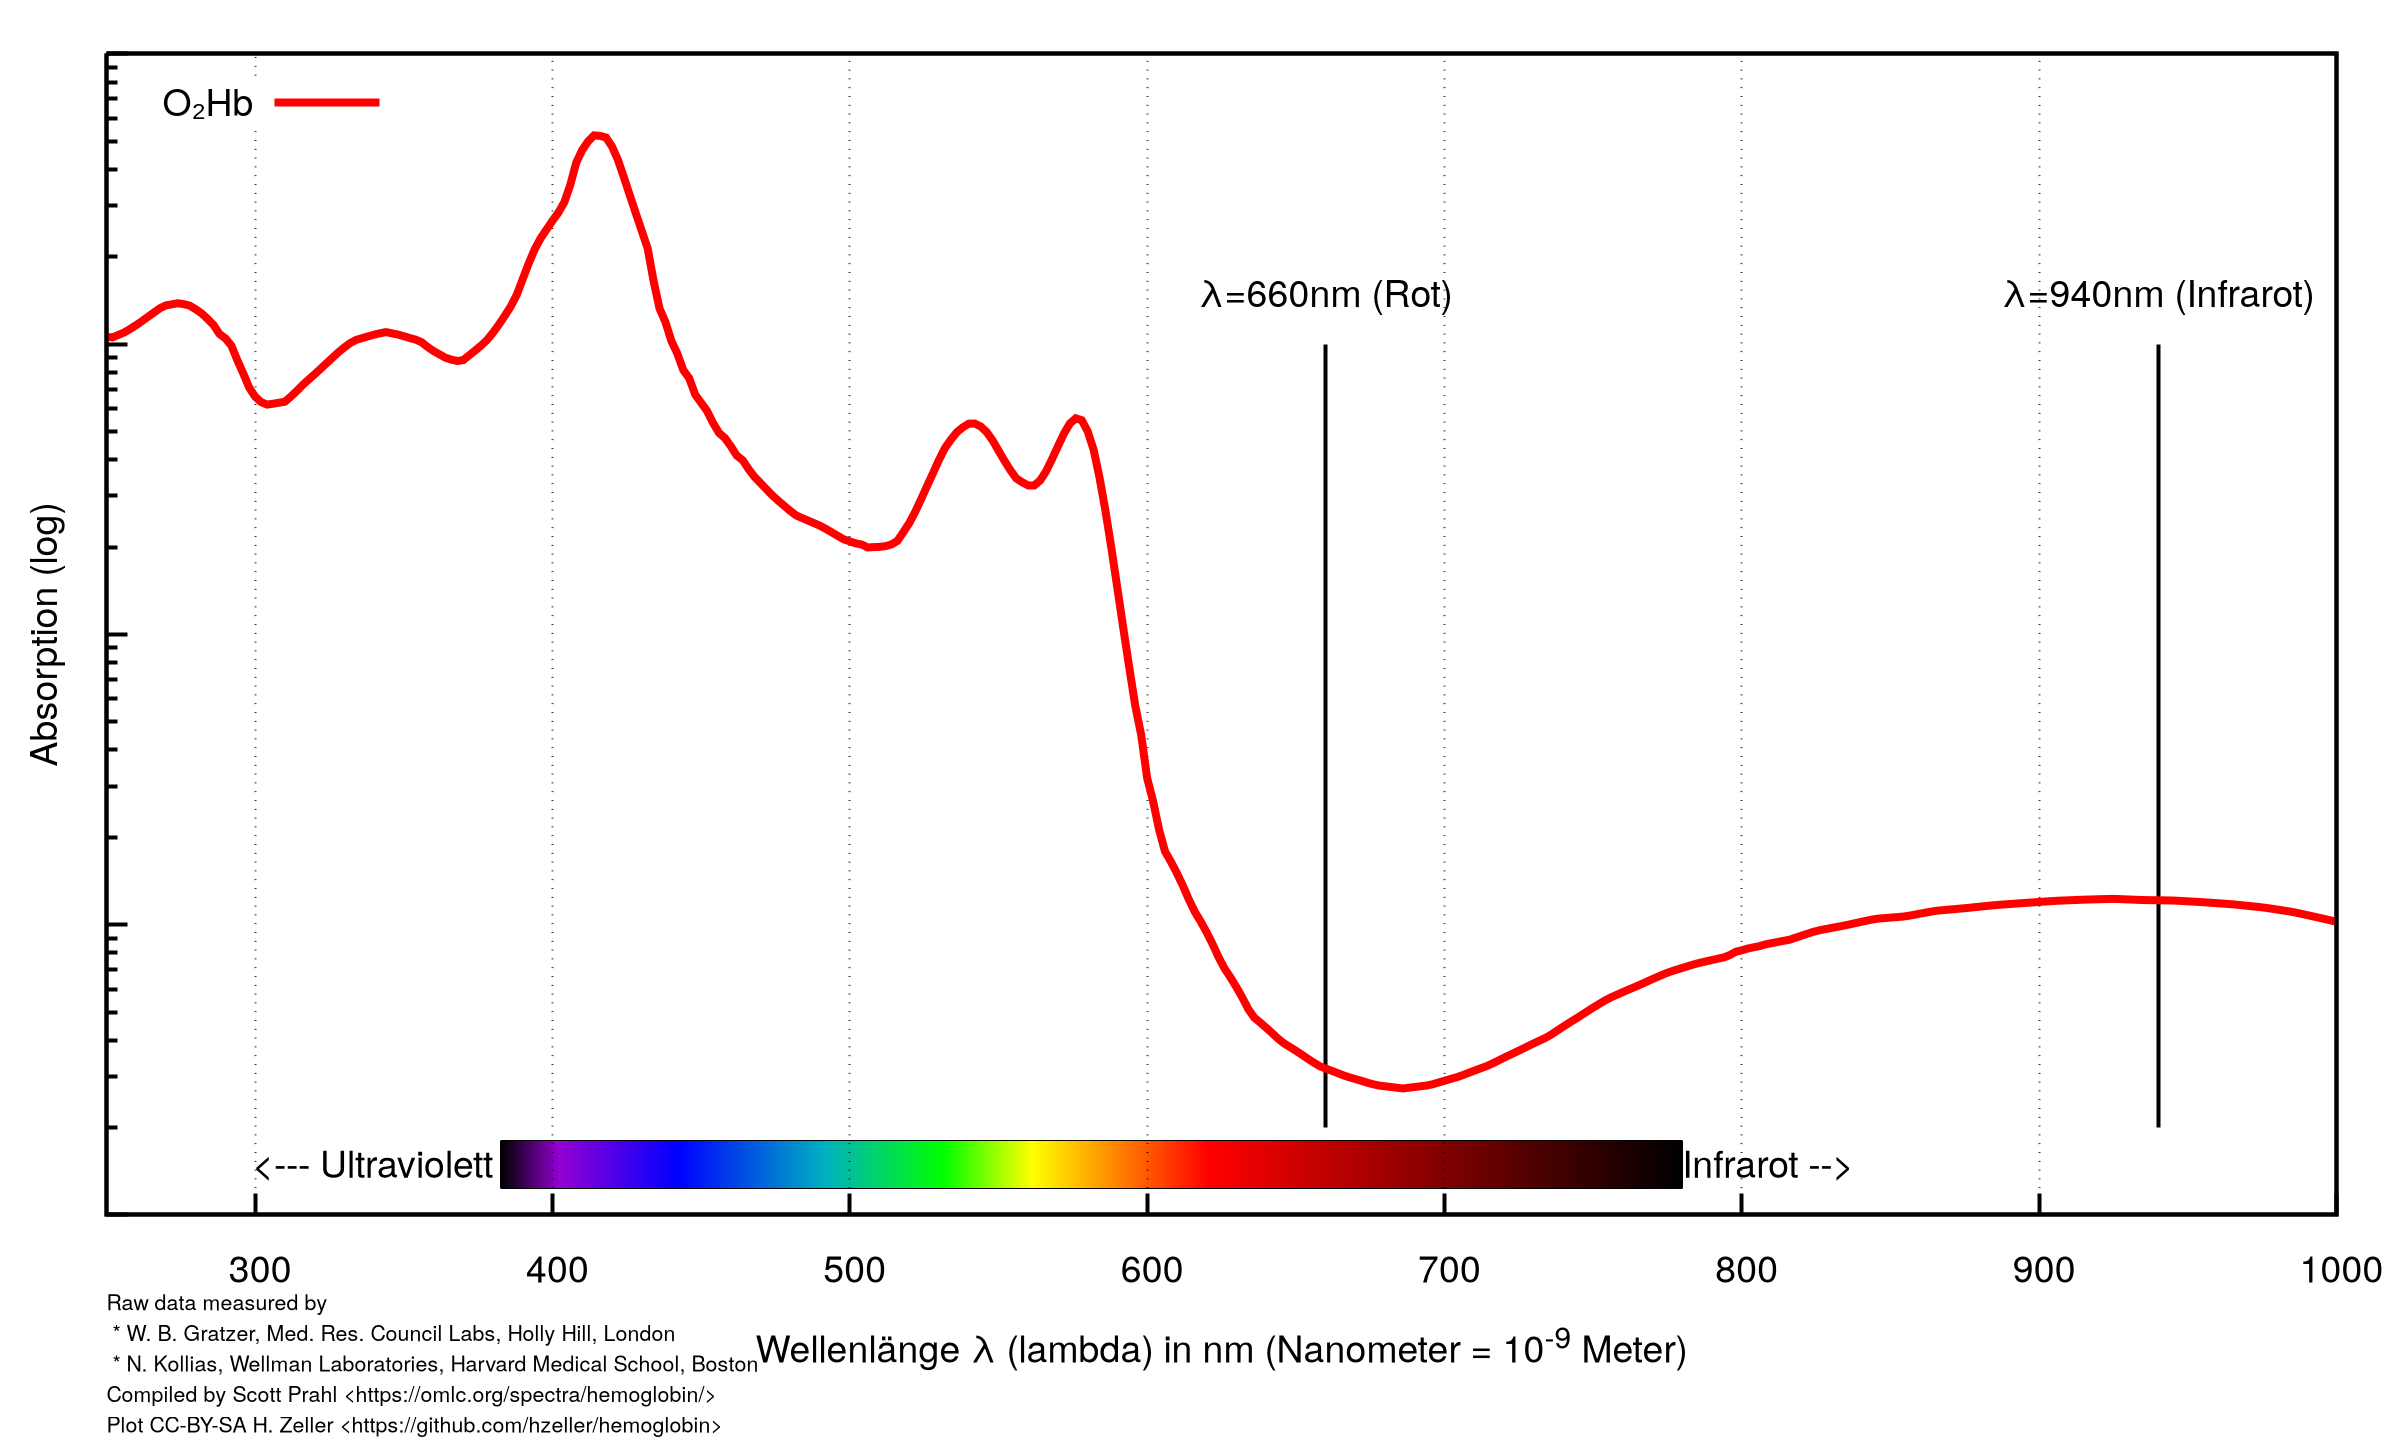 O₂Hb
λ=660nm (Rot)
λ=940nm (Infrarot)
Absorption (log)
<--- Ultraviolett
Infrarot -->
300 400 500 600 700 800 900 1000
Wellenlänge λ (lambda) in nm (Nanometer = 10⁻⁹ Meter)
Raw data measured by
* W. B. Gratzer, Med. Res. Council Labs, Holly Hill, London
* N. Kollias, Wellman Laboratories, Harvard Medical School, Boston
Compiled by Scott Prahl <https://omlc.org/spectra/hemoglobin/>
Plot CC-BY-SA H. Zeller <https://github.com/hzeller/hemoglobin>